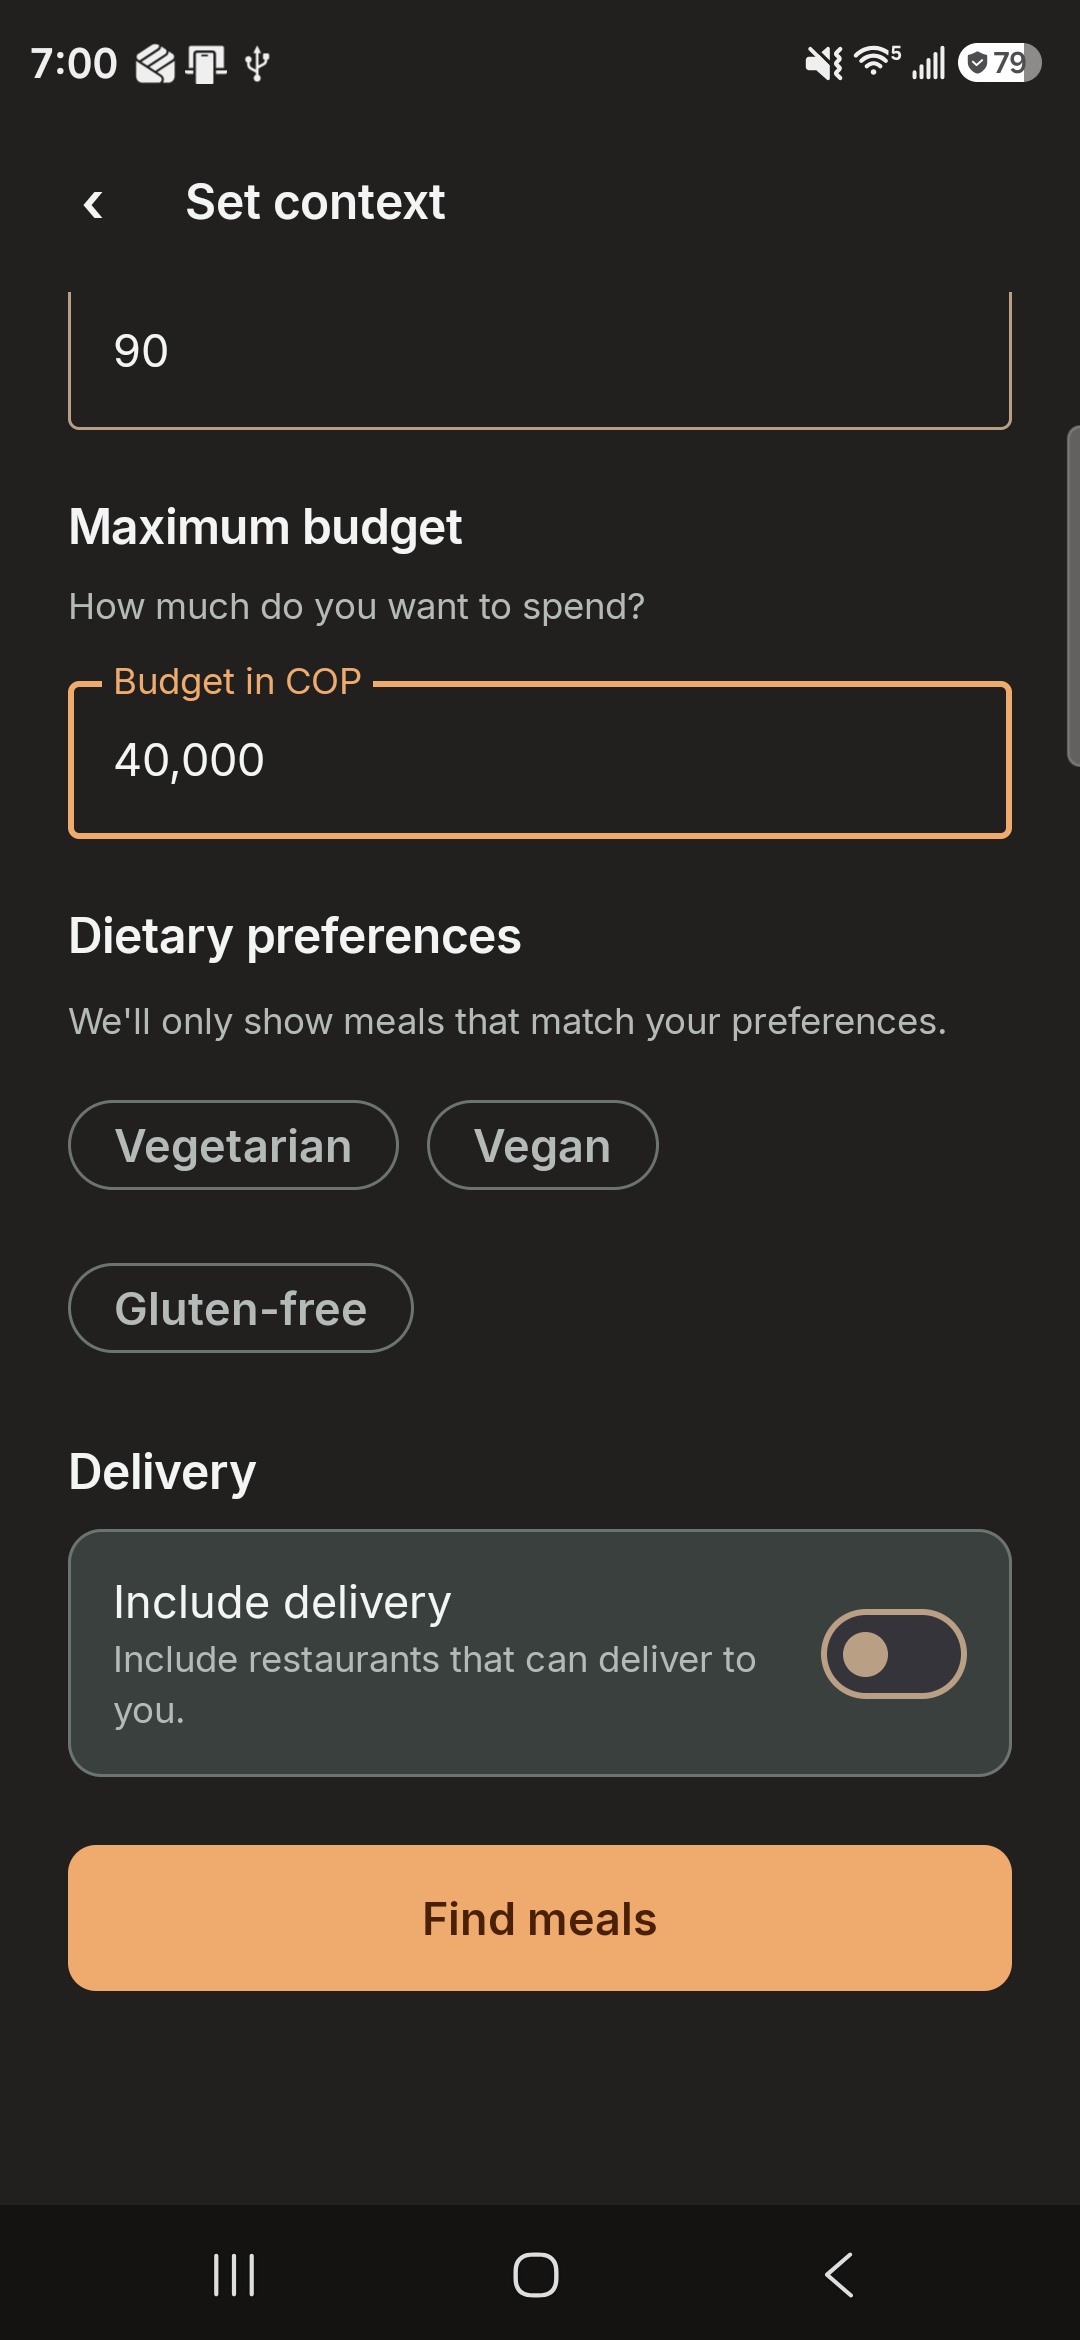 7:00
5
79
Set context
90
Maximum budget
How much do you want to spend?
Budget in COP
40,000
Dietary preferences
We'll only show meals that match your preferences.
Vegetarian
Vegan
Gluten-free
Delivery
Include delivery
Include restaurants that can deliver to
you.
Find meals